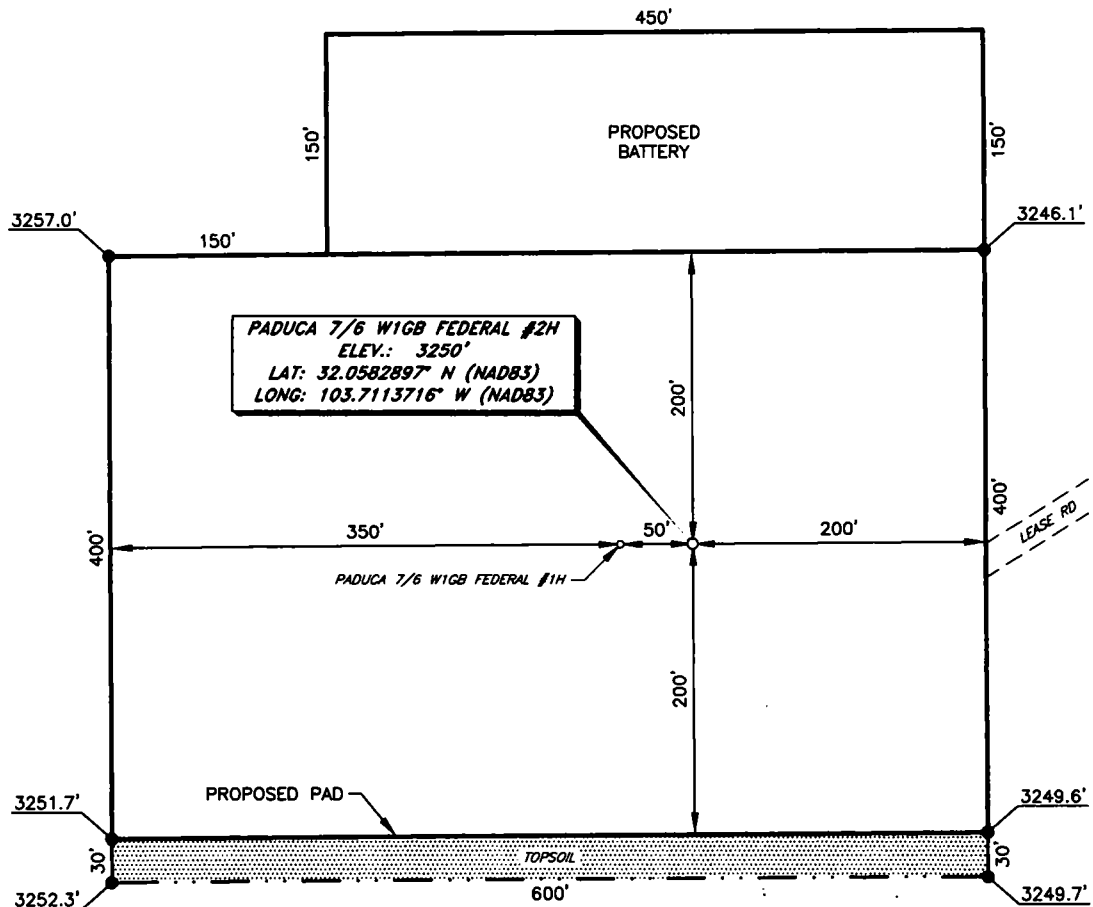 450'
150'
PROPOSED
BATTERY
150'
3257.0'
150'
3246.1'
PADUCA 7/6 W1GB FEDERAL #2H
ELEV.: 3250'
LAT: 32.0582897° N (NAD83)
LONG: 103.7113716° W (NAD83)
200'
400'
350'
50'
200'
400'
LEASE RD
PADUCA 7/6 W1GB FEDERAL #1H
200'
PROPOSED PAD
3251.7'
3249.6'
30'
TOPSOIL
30'
3252.3'
600'
3249.7'